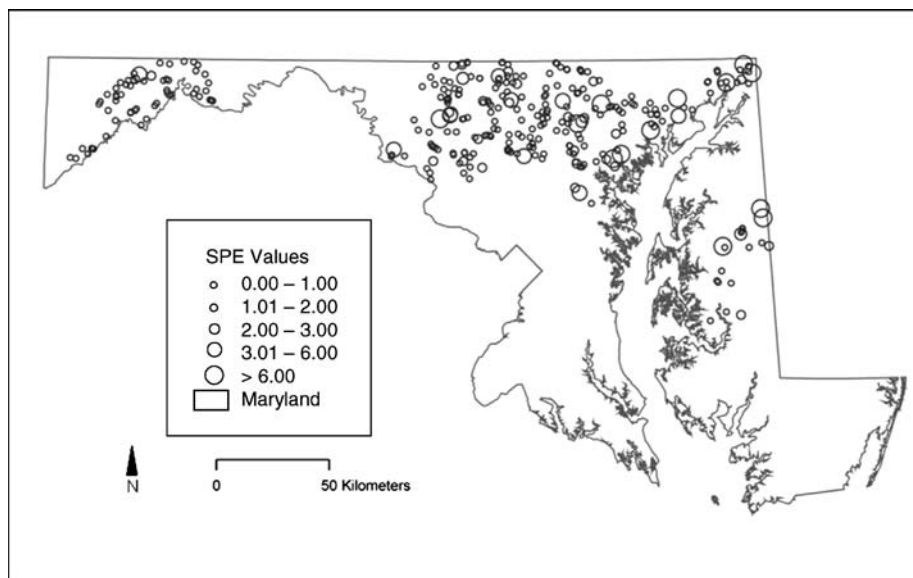 SPE Values
0.00 – 1.00
1.01 – 2.00
2.00 – 3.00
3.01 – 6.00
> 6.00
Maryland
N
0
50 Kilometers